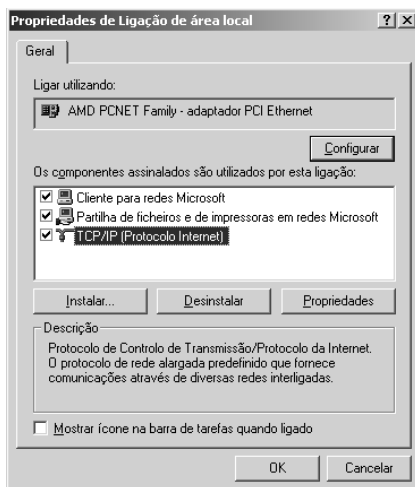 Propriedades de Ligação de área local
Geral
Ligar utilizando:
AMD PCNET Family - adaptador PCI Ethernet
Configurar
Os componentes assinalados são utilizados por esta ligação:
Cliente para redes Microsoft
Partilha de ficheiros e de impressoras em redes Microsoft
TCP/IP (Protocolo Internet)
Instalar... Desinstalar Propriedades
Descrição
Protocolo de Controlo de Transmissão/Protocolo da Internet.
O protocolo de rede alargada predefinido que fornece
comunicações através de diversas redes interligadas.
Mostrar ícone na barra de tarefas quando ligado
OK Cancelar